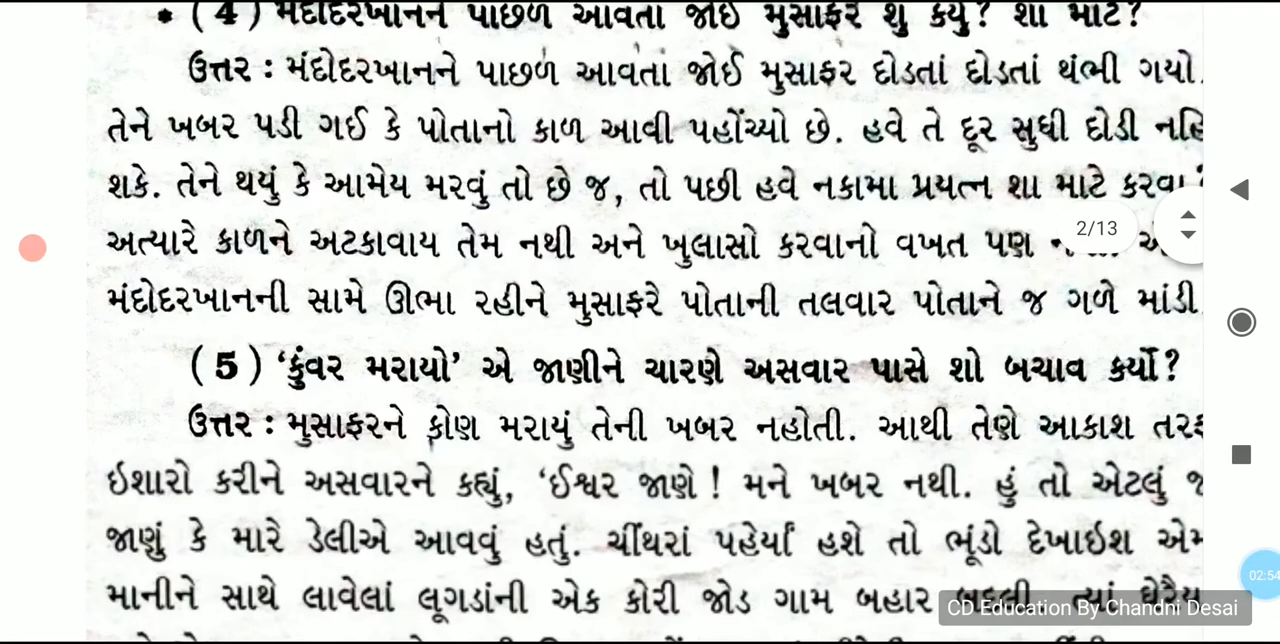 (4) મંદોદરખાનને પાછળ આવતા જોઈ મુસાફરે શું કર્યું? શા માટે?
ઉત્તર : મંદોદરખાનને પાછળ આવતાં જોઈ મુસાફર દોડતાં દોડતાં થંભી ગયો.
તેને ખબર પડી ગઈ કે પોતાનો કાળ આવી પહોંચ્યો છે. હવે તે દૂર સુધી દોડી નહિ
શકે. તેને થયું કે આમેય મરવું તો છે જ, તો પછી હવે નકામા પ્રયત્ન શા માટે કરવા?
અત્યારે કાળને અટકાવાય તેમ નથી અને ખુલાસો કરવાનો વખત પણ
2/13
મંદોદરખાનની સામે ઊભા રહીને મુસાફરે પોતાની તલવાર પોતાને જ ગળે માંડી
(5) ‘કુંવર મરાયો’ એ જાણીને ચારણે અસવાર પાસે શો બચાવ કર્યો?
ઉત્તર : મુસાફરને કોણ મરાયું તેની ખબર નહોતી. આથી તેણે આકાશ તરફ
ઇશારો કરીને અસવારને કહ્યું, ‘ઈશ્વર જાણે! મને ખબર નથી. હું તો એટલું જ
જાણું કે મારે ડેલીએ આવવું હતું. ચીંથરાં પહેર્યાં હશે તો ભૂંડો દેખાઇશ એમ
02:54
માનીને સાથે લાવેલાં લૂગડાંની એક કોરી જોડ ગામ બહાર બદલી ત્યાં ઘેરૈય
CD Education By Chandni Desai